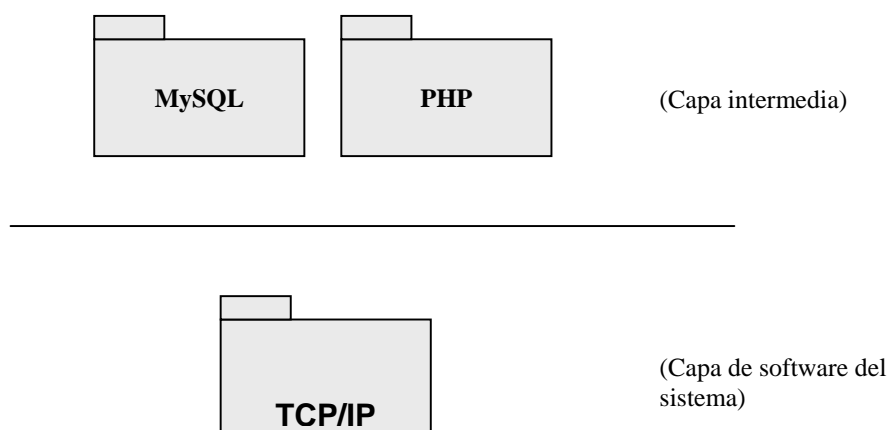 MySQL PHP (Capa intermedia)
TCP/IP
(Capa de software del
sistema)